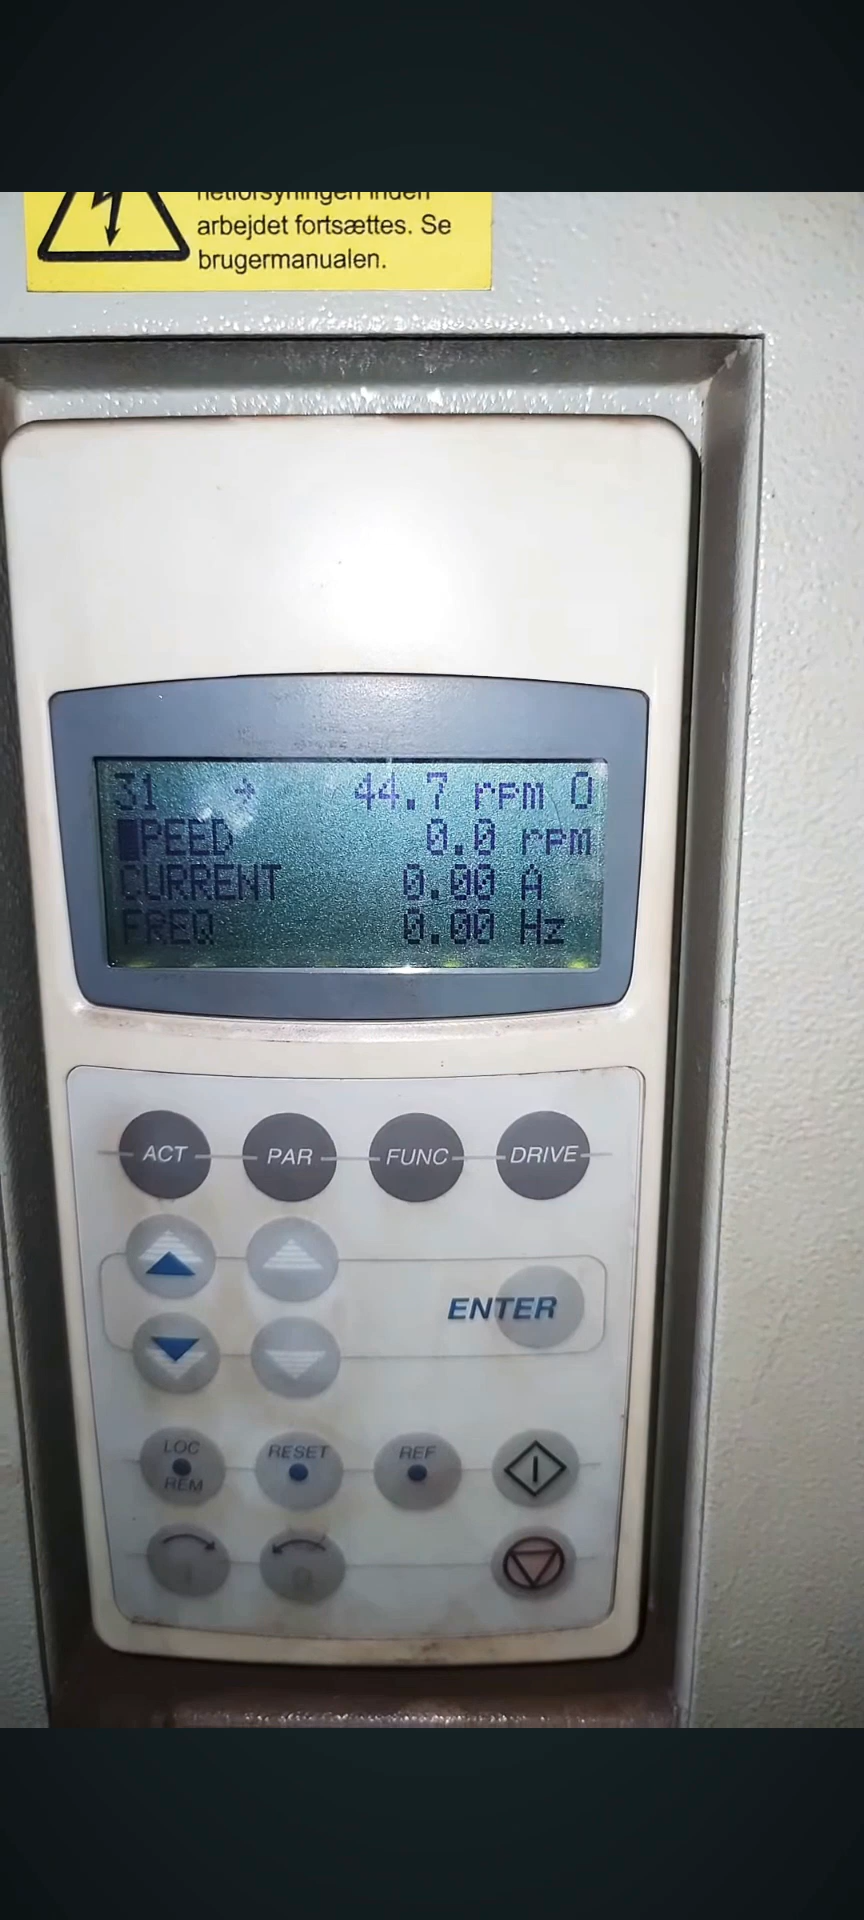 arbejdet fortsættes. Se
brugermanualen.
31 → 44.7 rpm 0
SPEED 0.0 rpm
CURRENT 0.00 A
FREQ 0.00 Hz
ACT PAR FUNC DRIVE
ENTER
LOC RESET REF
REM